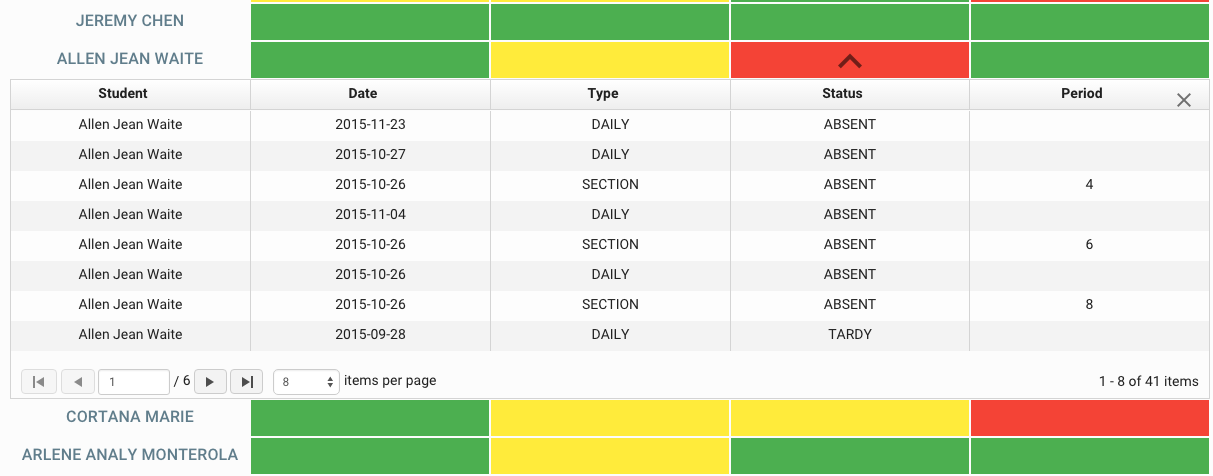 JEREMY CHEN
ALLEN JEAN WAITE
Student Date Type Status Period
Allen Jean Waite 2015-11-23 DAILY ABSENT
Allen Jean Waite 2015-10-27 DAILY ABSENT
Allen Jean Waite 2015-10-26 SECTION ABSENT 4
Allen Jean Waite 2015-11-04 DAILY ABSENT
Allen Jean Waite 2015-10-26 SECTION ABSENT 6
Allen Jean Waite 2015-10-26 DAILY ABSENT
Allen Jean Waite 2015-10-26 SECTION ABSENT 8
Allen Jean Waite 2015-09-28 DAILY TARDY
1 / 6 8 items per page 1 - 8 of 41 items
CORTANA MARIE
ARLENE ANALY MONTEROLA